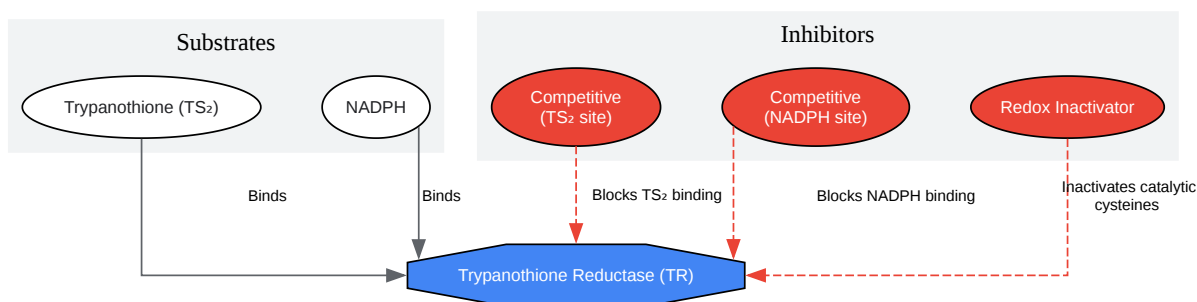 Substrates
Inhibitors
Trypanothione (TS₂)
NADPH
Competitive
(TS₂ site)
Competitive
(NADPH site)
Redox Inactivator
Binds
Binds
Blocks TS₂ binding
Blocks NADPH binding
Inactivates catalytic
cysteines
Trypanothione Reductase (TR)